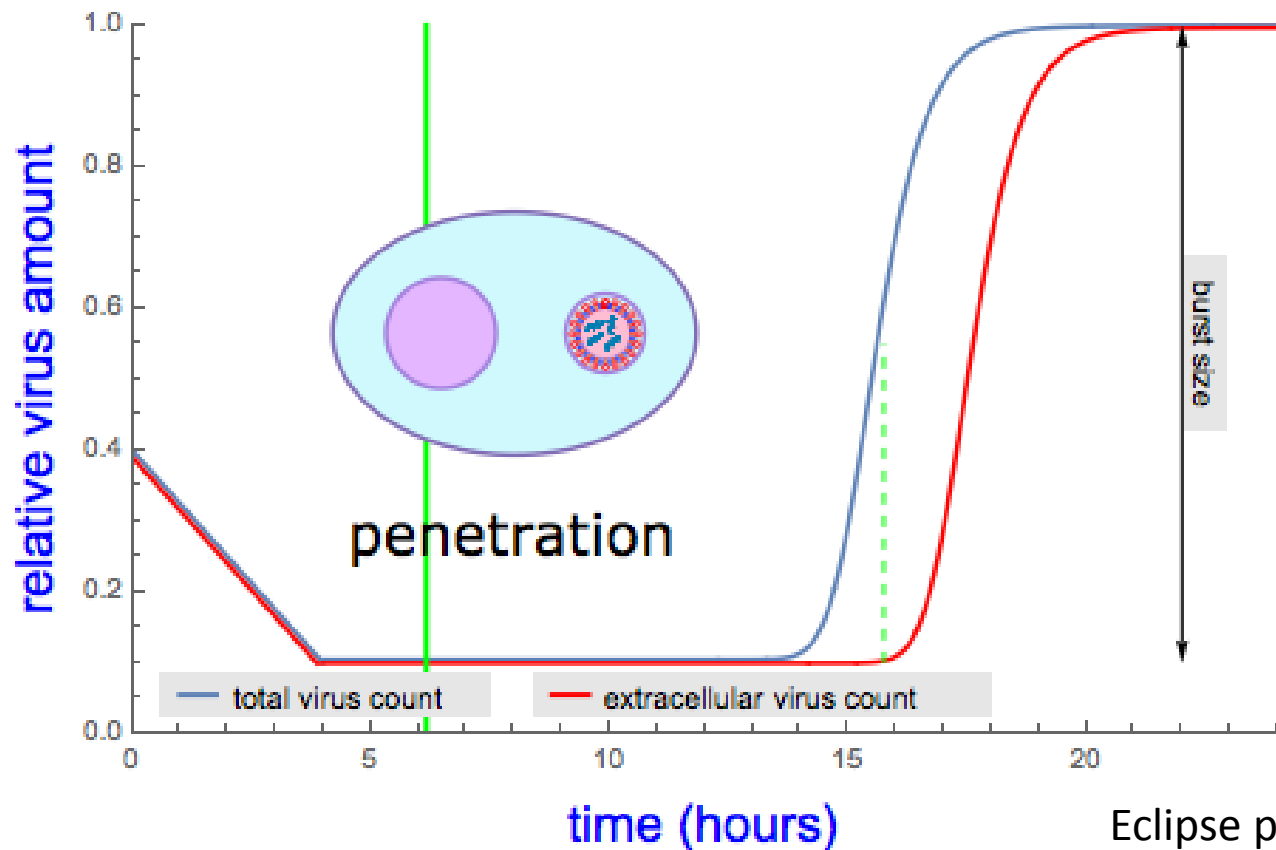 relative virus amount
1.0
0.8
0.6
0.4
0.2
0.0
penetration
burst size
total virus count
extracellular virus count
0
5
10
15
20
time (hours)
Eclipse p